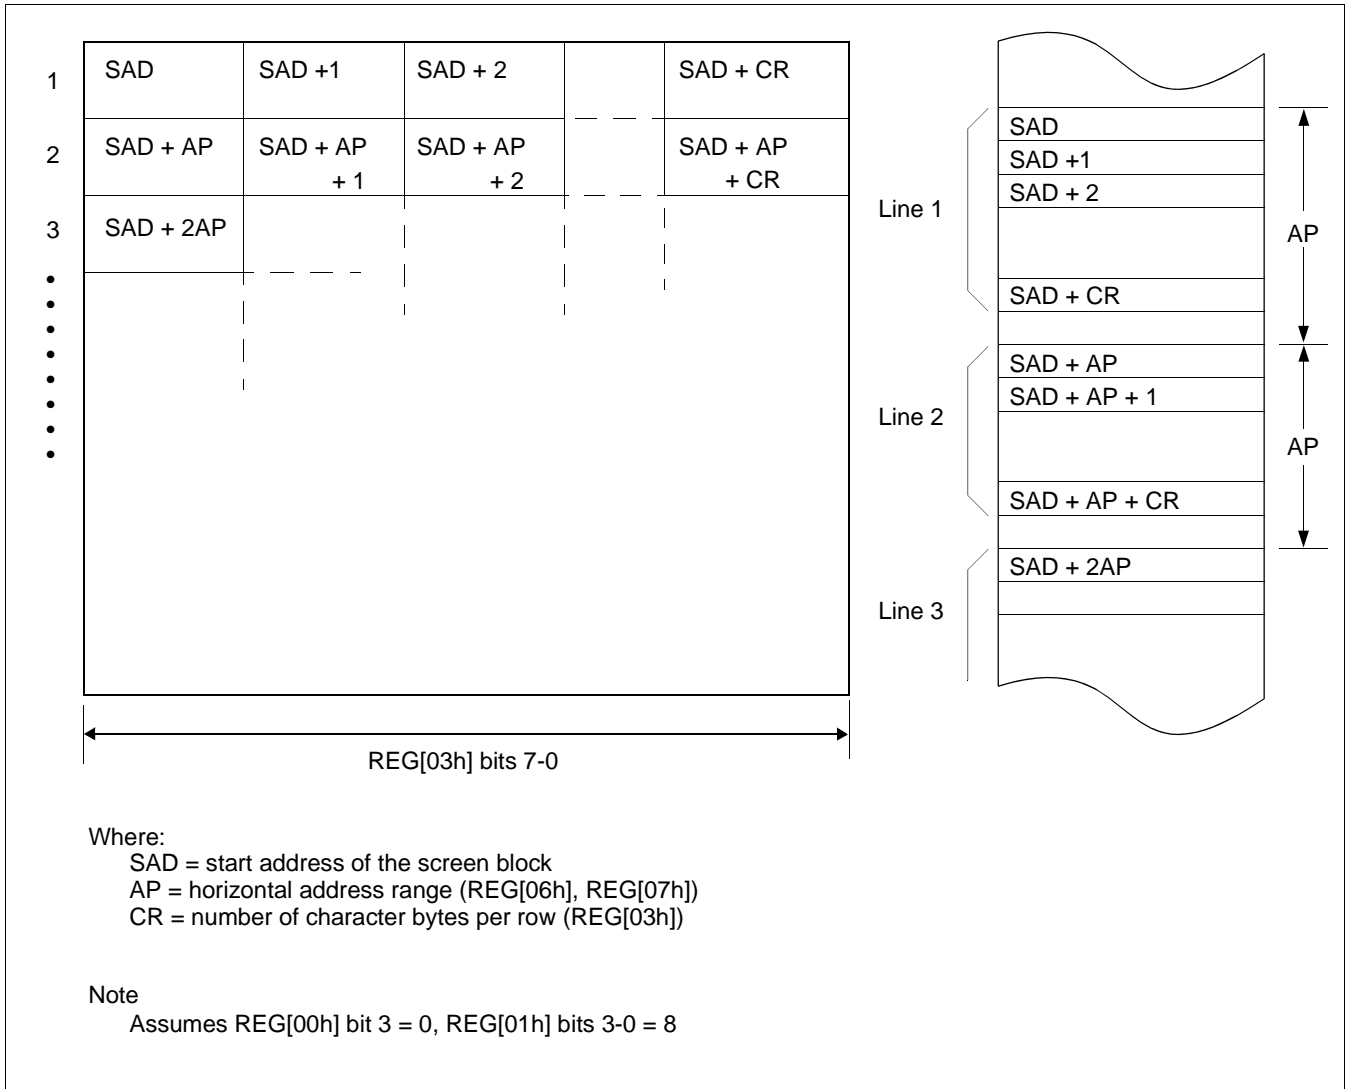 1 SAD SAD +1 SAD + 2 SAD + CR
2 SAD + AP SAD + AP + 1 SAD + AP + 2 SAD + AP + CR
3 SAD + 2AP
REG[03h] bits 7-0
Line 1
SAD
SAD +1
SAD + 2
SAD + CR
AP
Line 2
SAD + AP
SAD + AP + 1
SAD + AP + CR
AP
Line 3
SAD + 2AP
Where:
SAD = start address of the screen block
AP = horizontal address range (REG[06h], REG[07h])
CR = number of character bytes per row (REG[03h])
Note
Assumes REG[00h] bit 3 = 0, REG[01h] bits 3-0 = 8